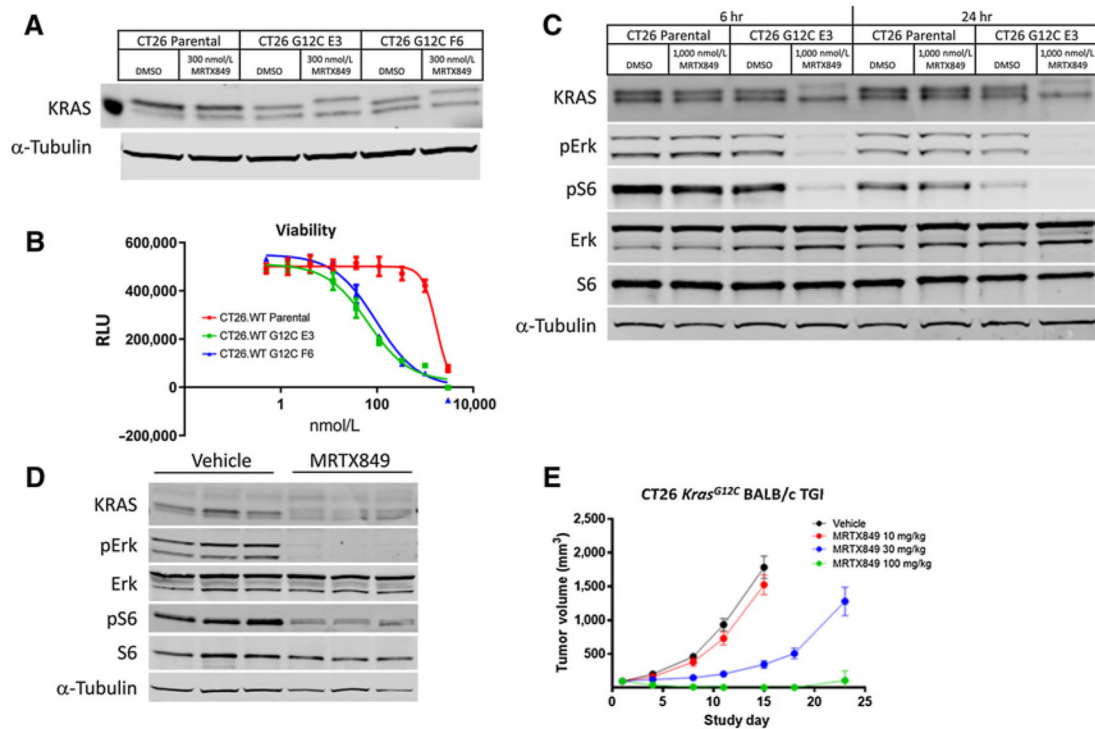 A
CT26 Parental CT26 G12C E3 CT26 G12C F6
DMSO 300 nmol/L MRTX849 DMSO 300 nmol/L MRTX849 DMSO 300 nmol/L MRTX849
KRAS
α-Tubulin
B
Viability
600,000
400,000
200,000
0
−200,000
RLU
CT26.WT Parental
CT26.WT G12C E3
CT26.WT G12C F6
1 100 10,000
nmol/L
C
6 hr 24 hr
CT26 Parental CT26 G12C E3 CT26 Parental CT26 G12C E3
DMSO 1,000 nmol/L MRTX849 DMSO 1,000 nmol/L MRTX849 DMSO 1,000 nmol/L MRTX849 DMSO 1,000 nmol/L MRTX849
KRAS
pErk
pS6
Erk
S6
α-Tubulin
D
Vehicle MRTX849
KRAS
pErk
Erk
pS6
S6
α-Tubulin
E
CT26 KrasG12C BALB/c TGI
Vehicle
MRTX849 10 mg/kg
MRTX849 30 mg/kg
MRTX849 100 mg/kg
2,500
2,000
1,500
1,000
500
Tumor volume (mm³)
0 5 10 15 20 25
Study day